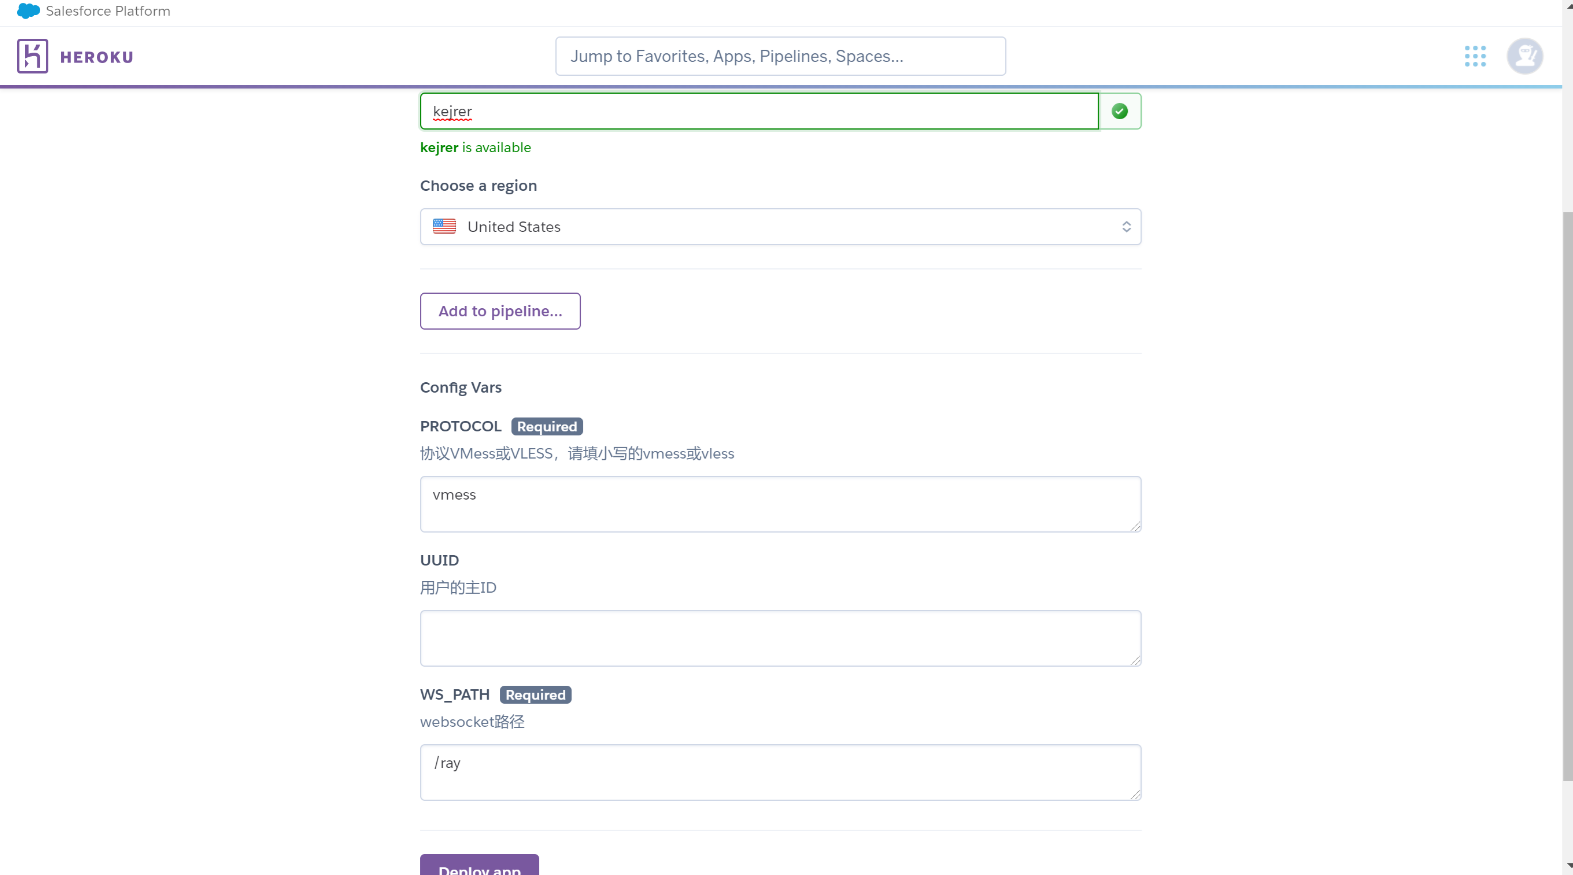 Salesforce Platform
HEROKU
Jump to Favorites, Apps, Pipelines, Spaces...
kejrer
kejrer is available
Choose a region
United States
Add to pipeline...
Config Vars
PROTOCOL Required
协议VMess或VLESS，请填小写的vmess或vless
vmess
UUID
用户的主ID
WS_PATH Required
websocket路径
/ray
Deploy app